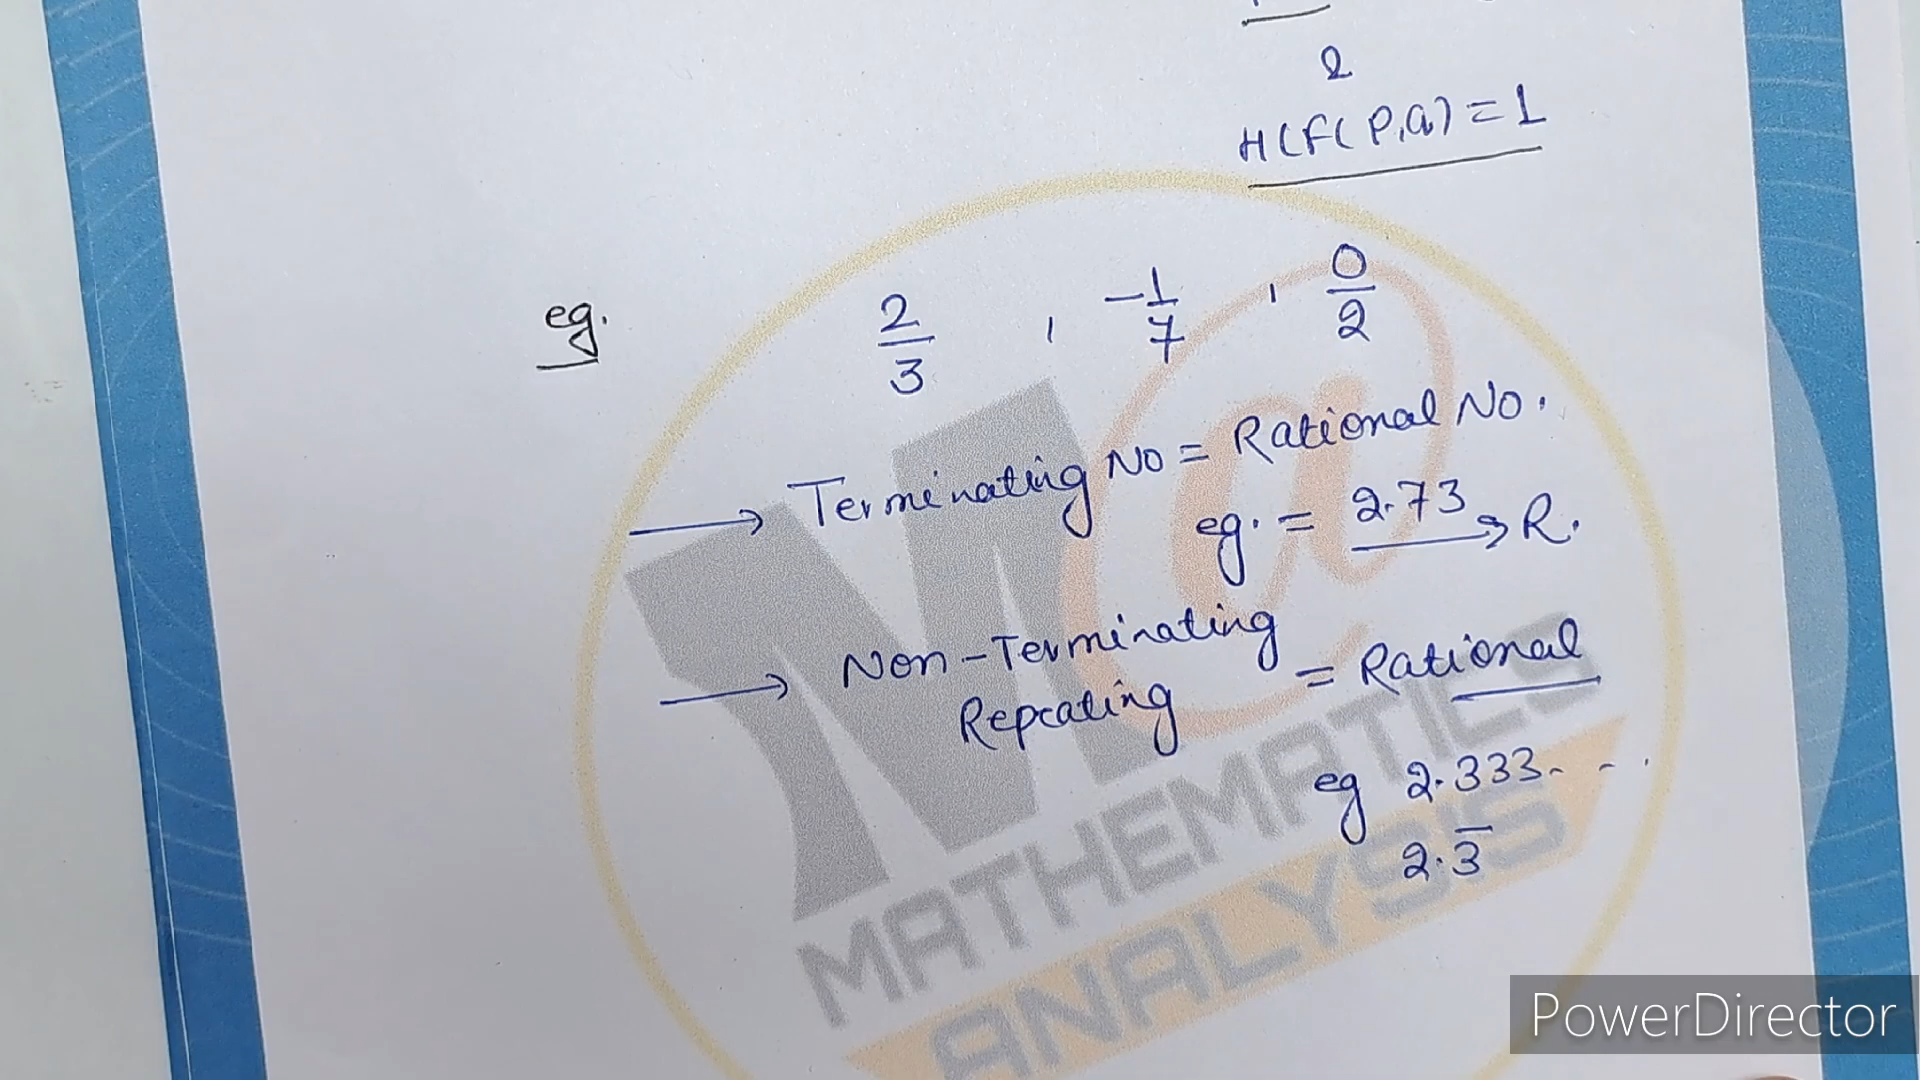 2
HCF(P,Q)=1
eg. 2/3 , -1/7 , 0/2
→ Terminating No = Rational No.
eg. = 2.73 → R.
→ Non-Terminating Repeating = Rational
eg 2.333- - .
2.3̅
M@
MATHEMATICS
ANALYSIS
PowerDirector